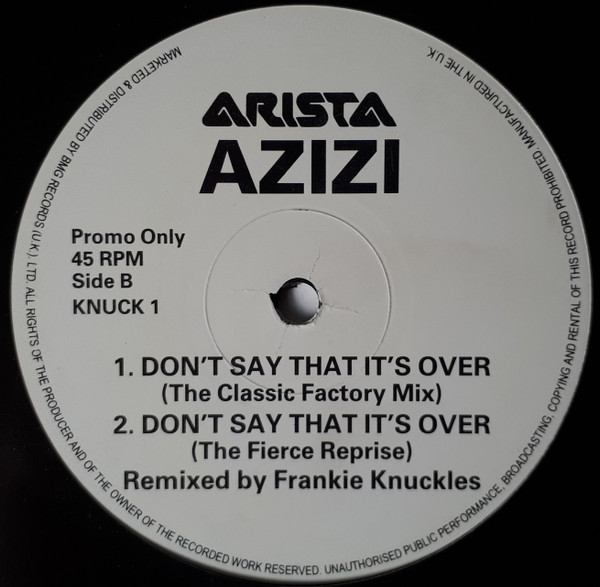 ARISTA
AZIZI
Promo Only
45 RPM
Side B
KNUCK 1
1. DON'T SAY THAT IT'S OVER
(The Classic Factory Mix)
2. DON'T SAY THAT IT'S OVER
(The Fierce Reprise)
Remixed by Frankie Knuckles
MARKETED & DISTRIBUTED BY BMG RECORDS (U.K.) LTD. ALL RIGHTS OF THE PRODUCER AND OF THE OWNER OF THE RECORDED WORK RESERVED. UNAUTHORISED PUBLIC PERFORMANCE, BROADCASTING, COPYING AND RENTAL OF THIS RECORD PROHIBITED. MANUFACTURED IN THE U.K.